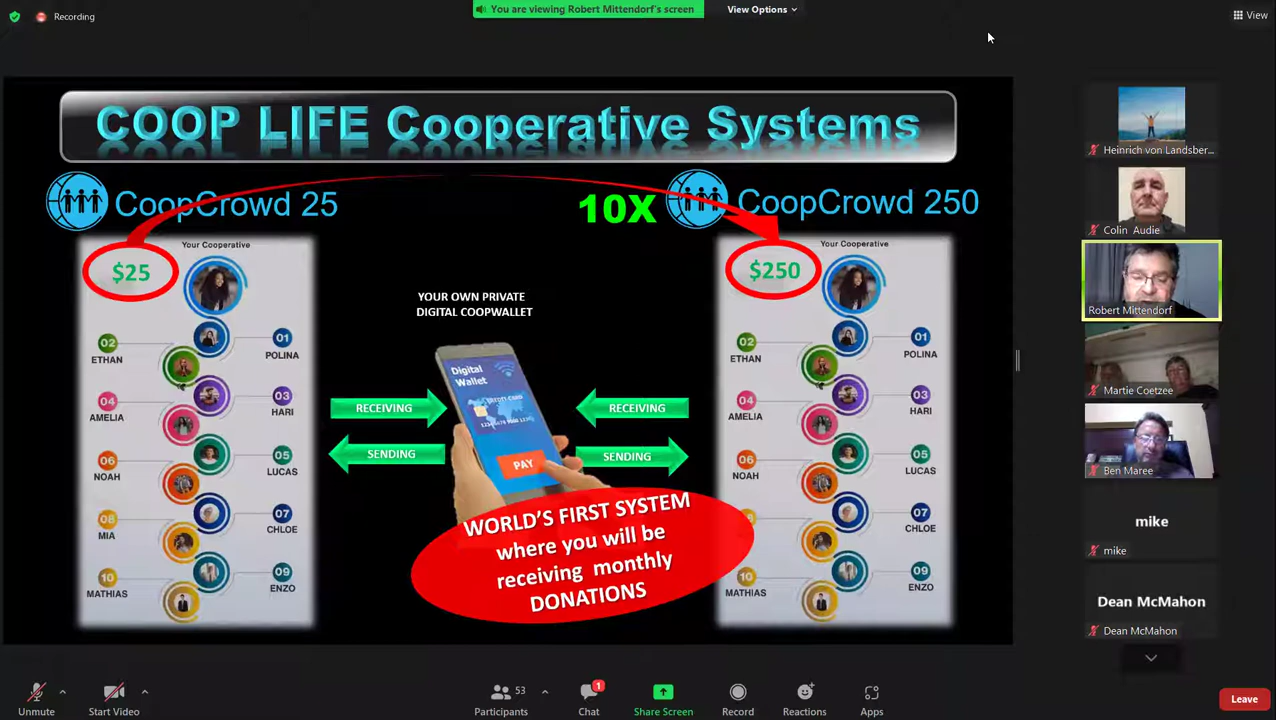 Recording
You are viewing Robert Mittendorf's screen
View Options
View
COOP LIFE Cooperative Systems
CoopCrowd 25
10X
CoopCrowd 250
Your Cooperative
$25
02
ETHAN
01
POLINA
04
AMELIA
03
HARI
06
NOAH
05
LUCAS
08
MIA
07
CHLOE
10
MATHIAS
09
ENZO
YOUR OWN PRIVATE
DIGITAL COOPWALLET
RECEIVING
SENDING
Digital
Wallet
PAY
RECEIVING
SENDING
WORLD'S FIRST SYSTEM
where you will be
receiving monthly
DONATIONS
Your Cooperative
$250
02
ETHAN
01
POLINA
04
AMELIA
03
HARI
06
NOAH
05
LUCAS
07
CHLOE
10
MATHIAS
09
ENZO
Heinrich von Landsber...
Colin Audie
Robert Mittendorf
Martie Coetzee
Ben Maree
mike
mike
Dean McMahon
Dean McMahon
Unmute
Start Video
53
Participants
1
Chat
Share Screen
Record
Reactions
Apps
Leave